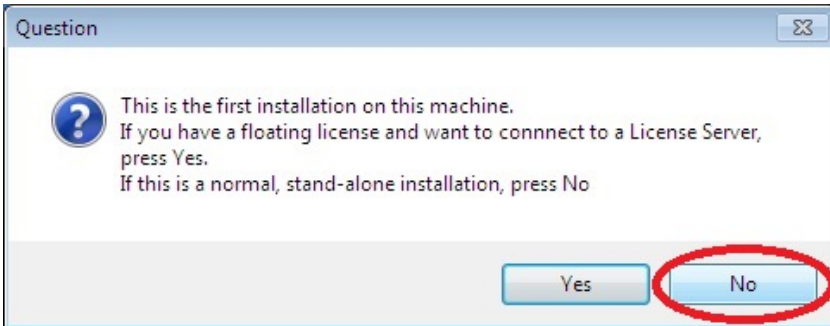 Question
This is the first installation on this machine.
If you have a floating license and want to connnect to a License Server,
press Yes.
If this is a normal, stand-alone installation, press No
Yes
No